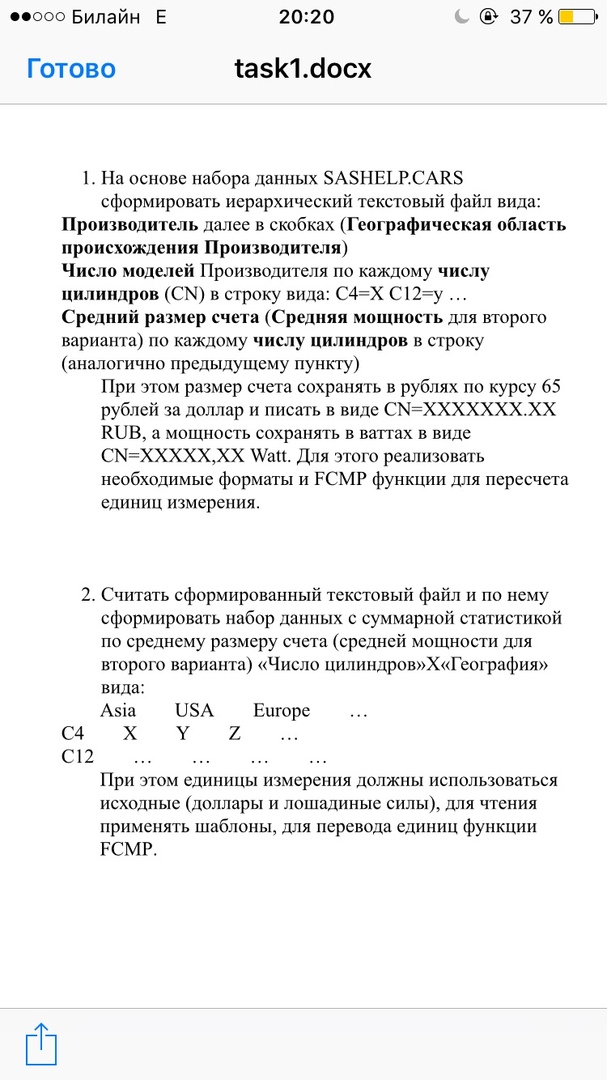 Билайн E 20:20 37 %
Готово task1.docx
1. На основе набора данных SASHELP.CARS
сформировать иерархический текстовый файл вида:
Производитель далее в скобках (Географическая область
происхождения Производителя)
Число моделей Производителя по каждому числу
цилиндров (CN) в строку вида: C4=X C12=y …
Средний размер счета (Средняя мощность для второго
варианта) по каждому числу цилиндров в строку
(аналогично предыдущему пункту)
При этом размер счета сохранять в рублях по курсу 65
рублей за доллар и писать в виде CN=XXXXXXX.XX
RUB, а мощность сохранять в ваттах в виде
CN=XXXXX,XX Watt. Для этого реализовать
необходимые форматы и FCMP функции для пересчета
единиц измерения.
2. Считать сформированный текстовый файл и по нему
сформировать набор данных с суммарной статистикой
по среднему размеру счета (средней мощности для
второго варианта) «Число цилиндров»X«География»
вида:
Asia USA Europe …
C4 X Y Z …
C12 … … … …
При этом единицы измерения должны использоваться
исходные (доллары и лошадиные силы), для чтения
применять шаблоны, для перевода единиц функции
FCMP.